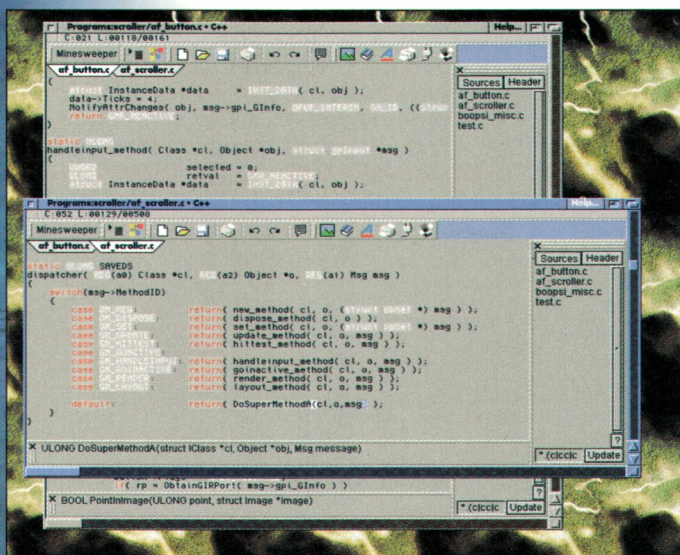 Programs:scroller/af_button.c • C++
Help...
C:021 L:00118/00161
Minesweeper
af_button.c af_scroller.c
Sources Header
{
af_button.c
struct InstanceData *data = INST_DATA( cl, obj );
af_scroller.c
data->Ticks = 4;
boopsi_misc.c
NotifyAttrChanges( obj, msg->gpi_GInfo, OPUF_INTERIM, GA_ID, ((struc
test.c
return GMR_MEACTIVE;
}
static ULONG
handleinput_method( Class *cl, Object *obj, struct gpInput *msg )
{
UWORD selected = 0;
ULONG retval = GMR_MEACTIVE;
struct InstanceData *data = INST_DATA( cl, obj );
Programs:scroller/af_scroller.c • C++
Help...
C:052 L:00129/00508
Minesweeper
af_button.c af_scroller.c
Sources Header
static ULONG SAVEDS
af_button.c
dispatcher( REG(a0) Class *cl, REG(a2) Object *o, REG(a1) Msg msg )
af_scroller.c
{
boopsi_misc.c
switch(msg->MethodID)
test.c
{
case OM_NEW: return( new_method( cl, o, (struct opSet *) msg ) );
case OM_DISPOSE: return( dispose_method( cl, o ) );
case OM_SET: return( set_method( cl, o, (struct opSet *) msg ) );
case OM_UPDATE: return( update_method( cl, o, msg ) );
case GM_HITTEST: return( hittest_method( cl, o, msg ) );
case GM_GOACTIVE:
case GM_HANDLEINPUT: return( handleinput_method( cl, o, msg ) );
case GM_GOINACTIVE: return( goinactive_method( cl, o, msg ) );
case GM_RENDER: return( render_method( cl, o, msg ) );
case GM_LAYOUT: return( layout_method( cl, o, msg ) );
default: return( DoSuperMethodA(cl,o,msg) );
}
}
ULONG DoSuperMethodA(struct IClass *cl, Object *obj, Msg message)
?
*.(c|cc|c Update
if( rp = ObtainGIRPort( msg->gpi_GInfo ) )
BOOL PointInImage(ULONG point, struct Image *image)
?
*.(c|cc|c Update